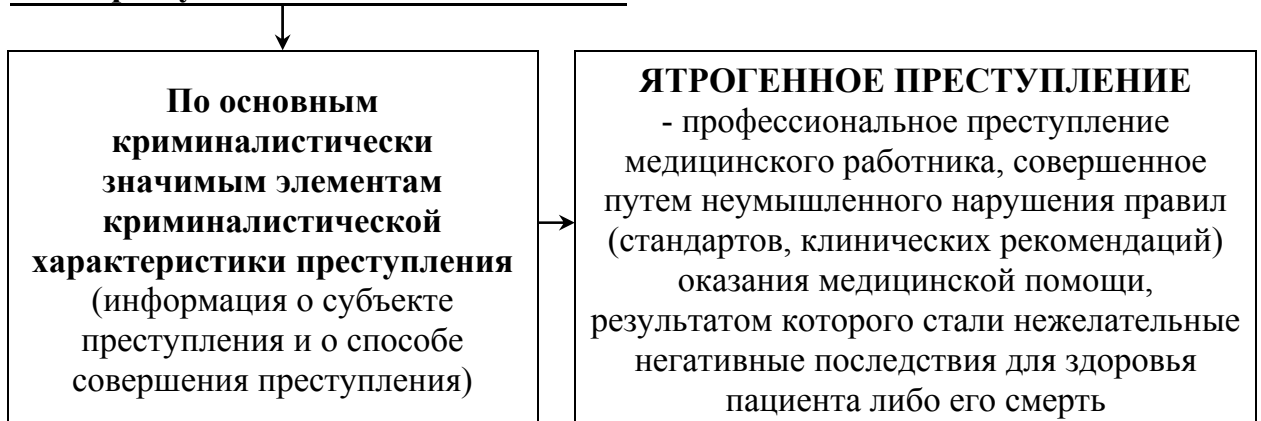 По основным
криминалистически
значимым элементам
криминалистической
характеристики преступления
(информация о субъекте
преступления и о способе
совершения преступления)
ЯТРОГЕННОЕ ПРЕСТУПЛЕНИЕ
- профессиональное преступление
медицинского работника, совершенное
путем неумышленного нарушения правил
(стандартов, клинических рекомендаций)
оказания медицинской помощи,
результатом которого стали нежелательные
негативные последствия для здоровья
пациента либо его смерть